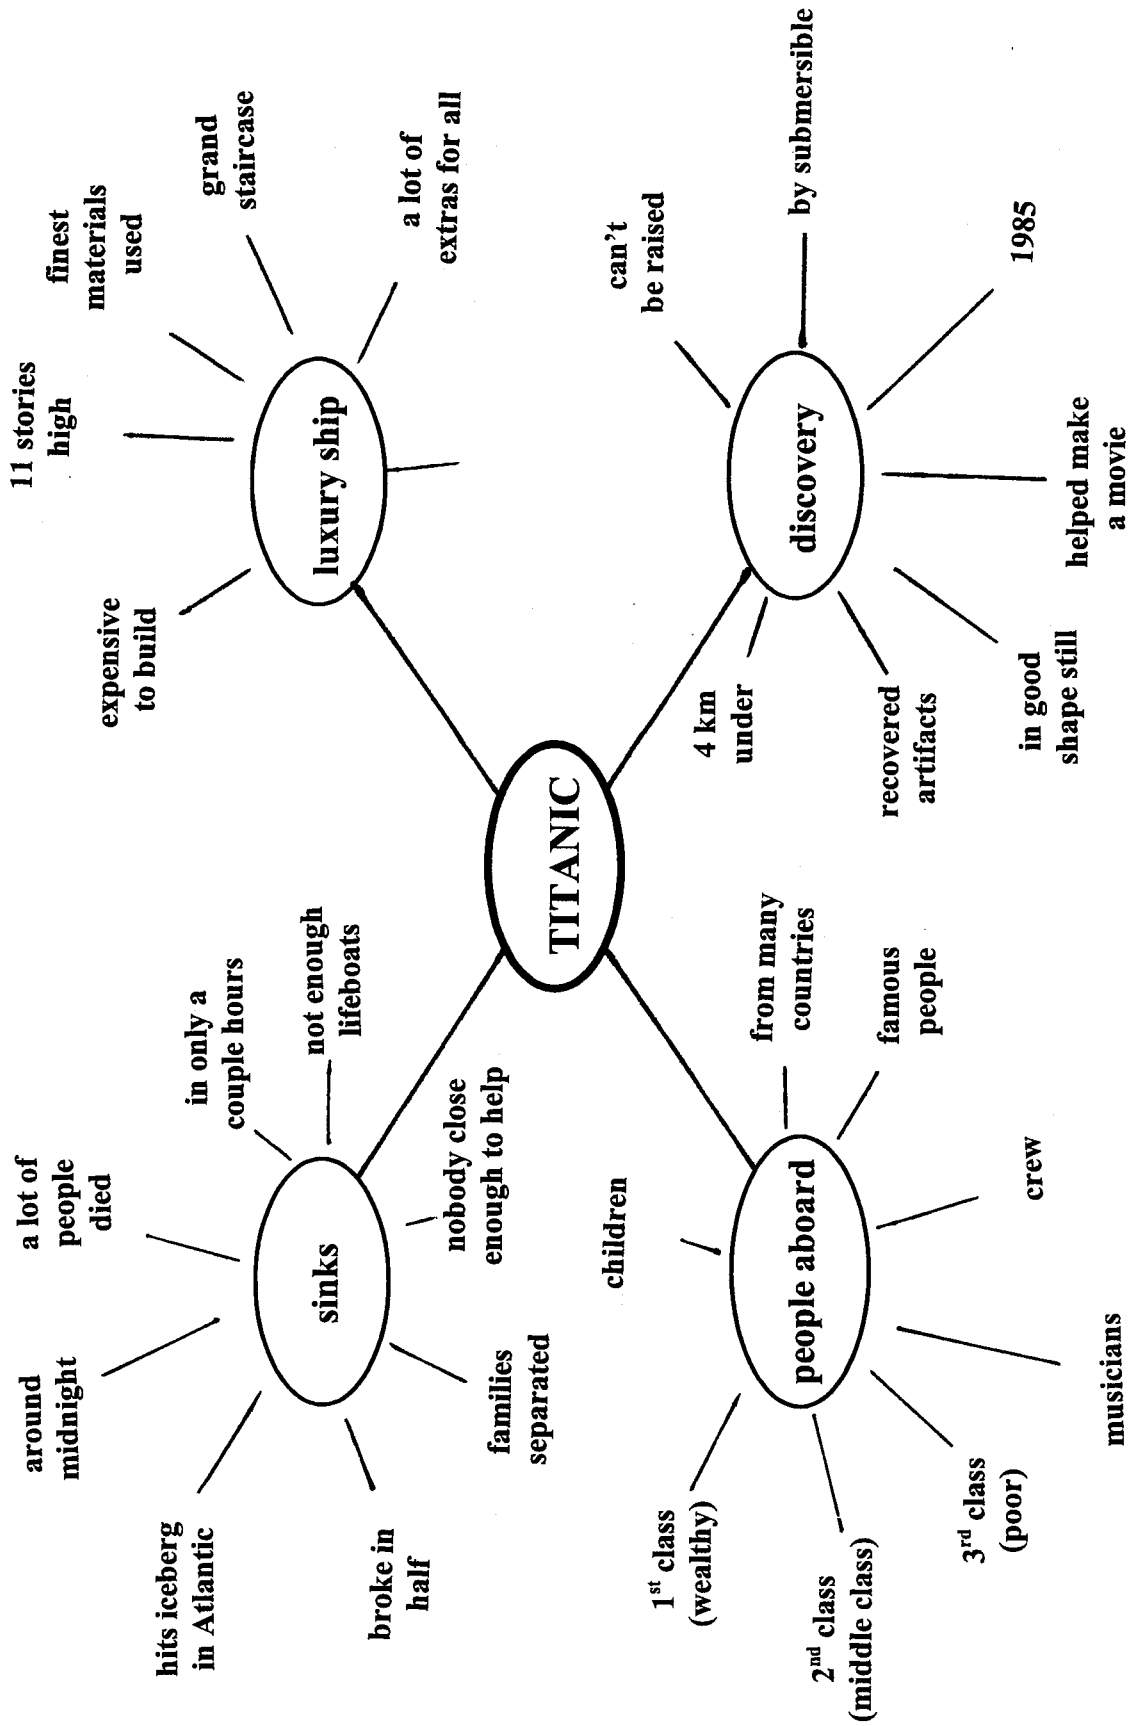 around
midnight
a lot of
people
died
hits iceberg
in Atlantic
in only a
couple hours
not enough
lifeboats
sinks
broke in
half
families
separated
nobody close
enough to help
expensive
to build
11 stories
high
finest
materials
used
grand
staircase
luxury ship
a lot of
extras for all
TITANIC
children
1st class
(wealthy)
people aboard
from many
countries
2nd class
(middle class)
famous
people
3rd class
(poor)
crew
musicians
can't
be raised
4 km
under
discovery
by submersible
recovered
artifacts
in good
shape still
helped make
a movie
1985